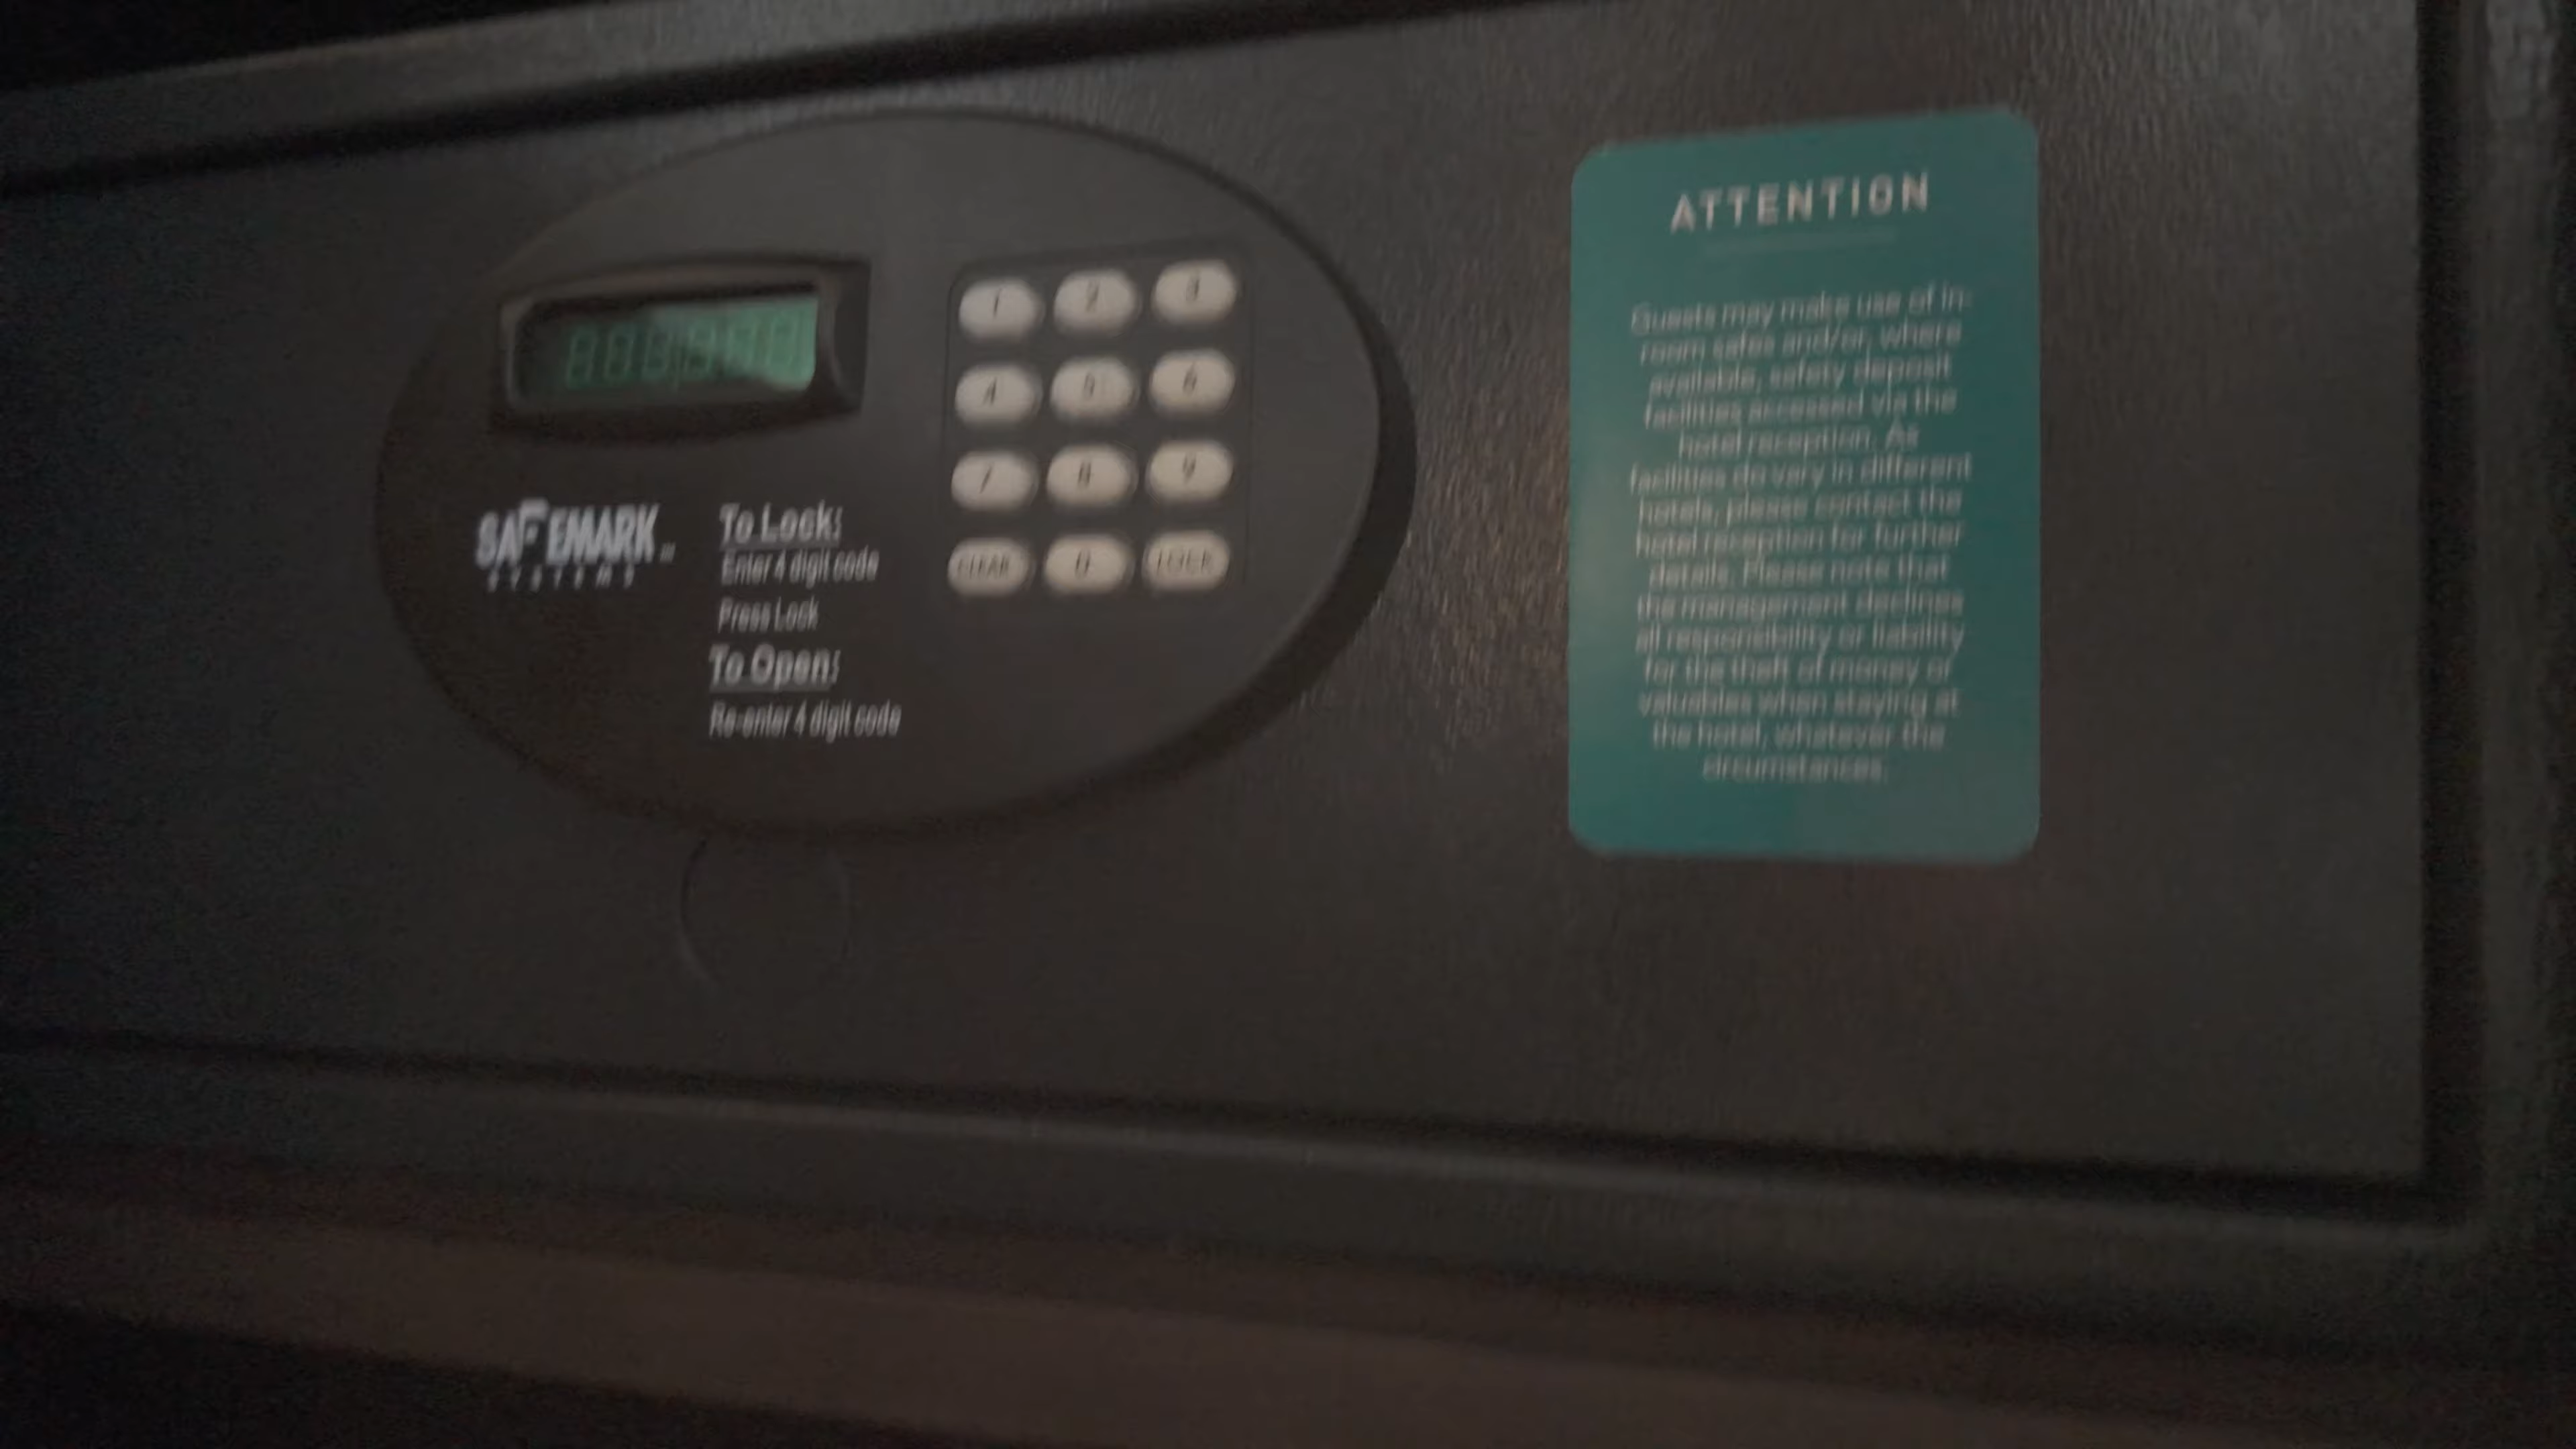 SAFEMARK
SYSTEMS
To Lock:
Enter 4 digit code
Press Lock
To Open:
Re-enter 4 digit code
1 2 3
4 5 6
7 8 9
CLEAR 0 LOCK
ATTENTION
Guests may make use of in-
room safes and/or, where
available, safety deposit
facilities accessed via the
hotel reception. As
facilities do vary in different
hotels, please contact the
hotel reception for further
details. Please note that
the management declines
all responsibility or liability
for the theft of money or
valuables when staying at
the hotel, whatever the
circumstances.